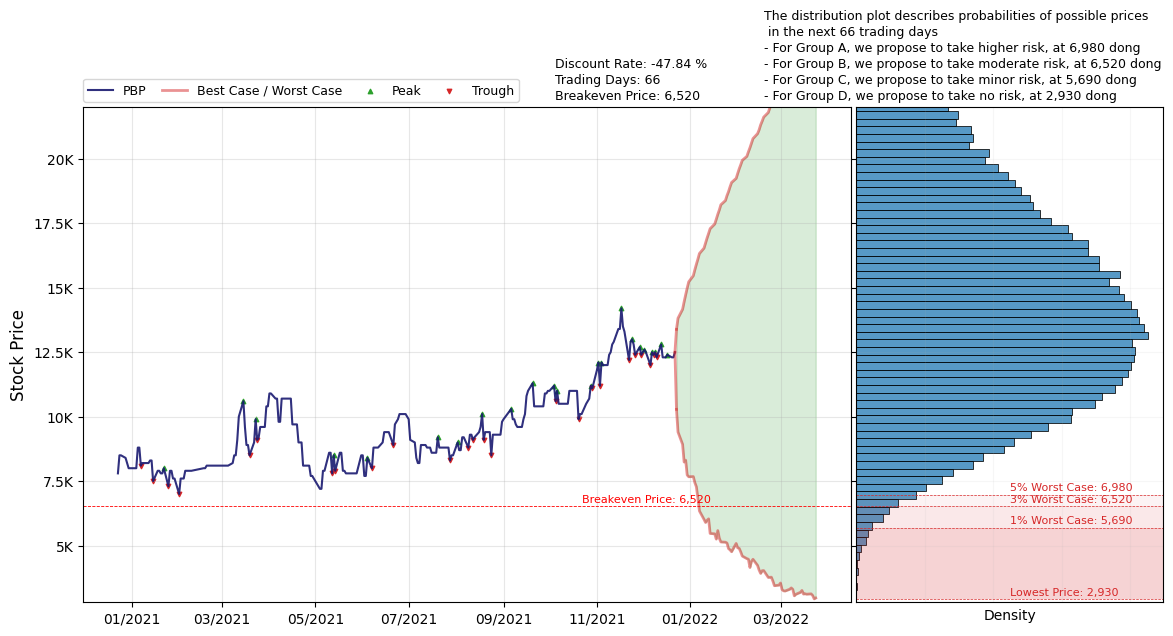 The distribution plot describes probabilities of possible prices
in the next 66 trading days
- For Group A, we propose to take higher risk, at 6,980 dong
- For Group B, we propose to take moderate risk, at 6,520 dong
- For Group C, we propose to take minor risk, at 5,690 dong
- For Group D, we propose to take no risk, at 2,930 dong
Discount Rate: -47.84 %
Trading Days: 66
Breakeven Price: 6,520
PBP Best Case / Worst Case Peak Trough
Stock Price
20K
17.5K
15K
12.5K
10K
7.5K
5K
Breakeven Price: 6,520
5% Worst Case: 6,980
3% Worst Case: 6,520
1% Worst Case: 5,690
Lowest Price: 2,930
01/2021 03/2021 05/2021 07/2021 09/2021 11/2021 01/2022 03/2022
Density